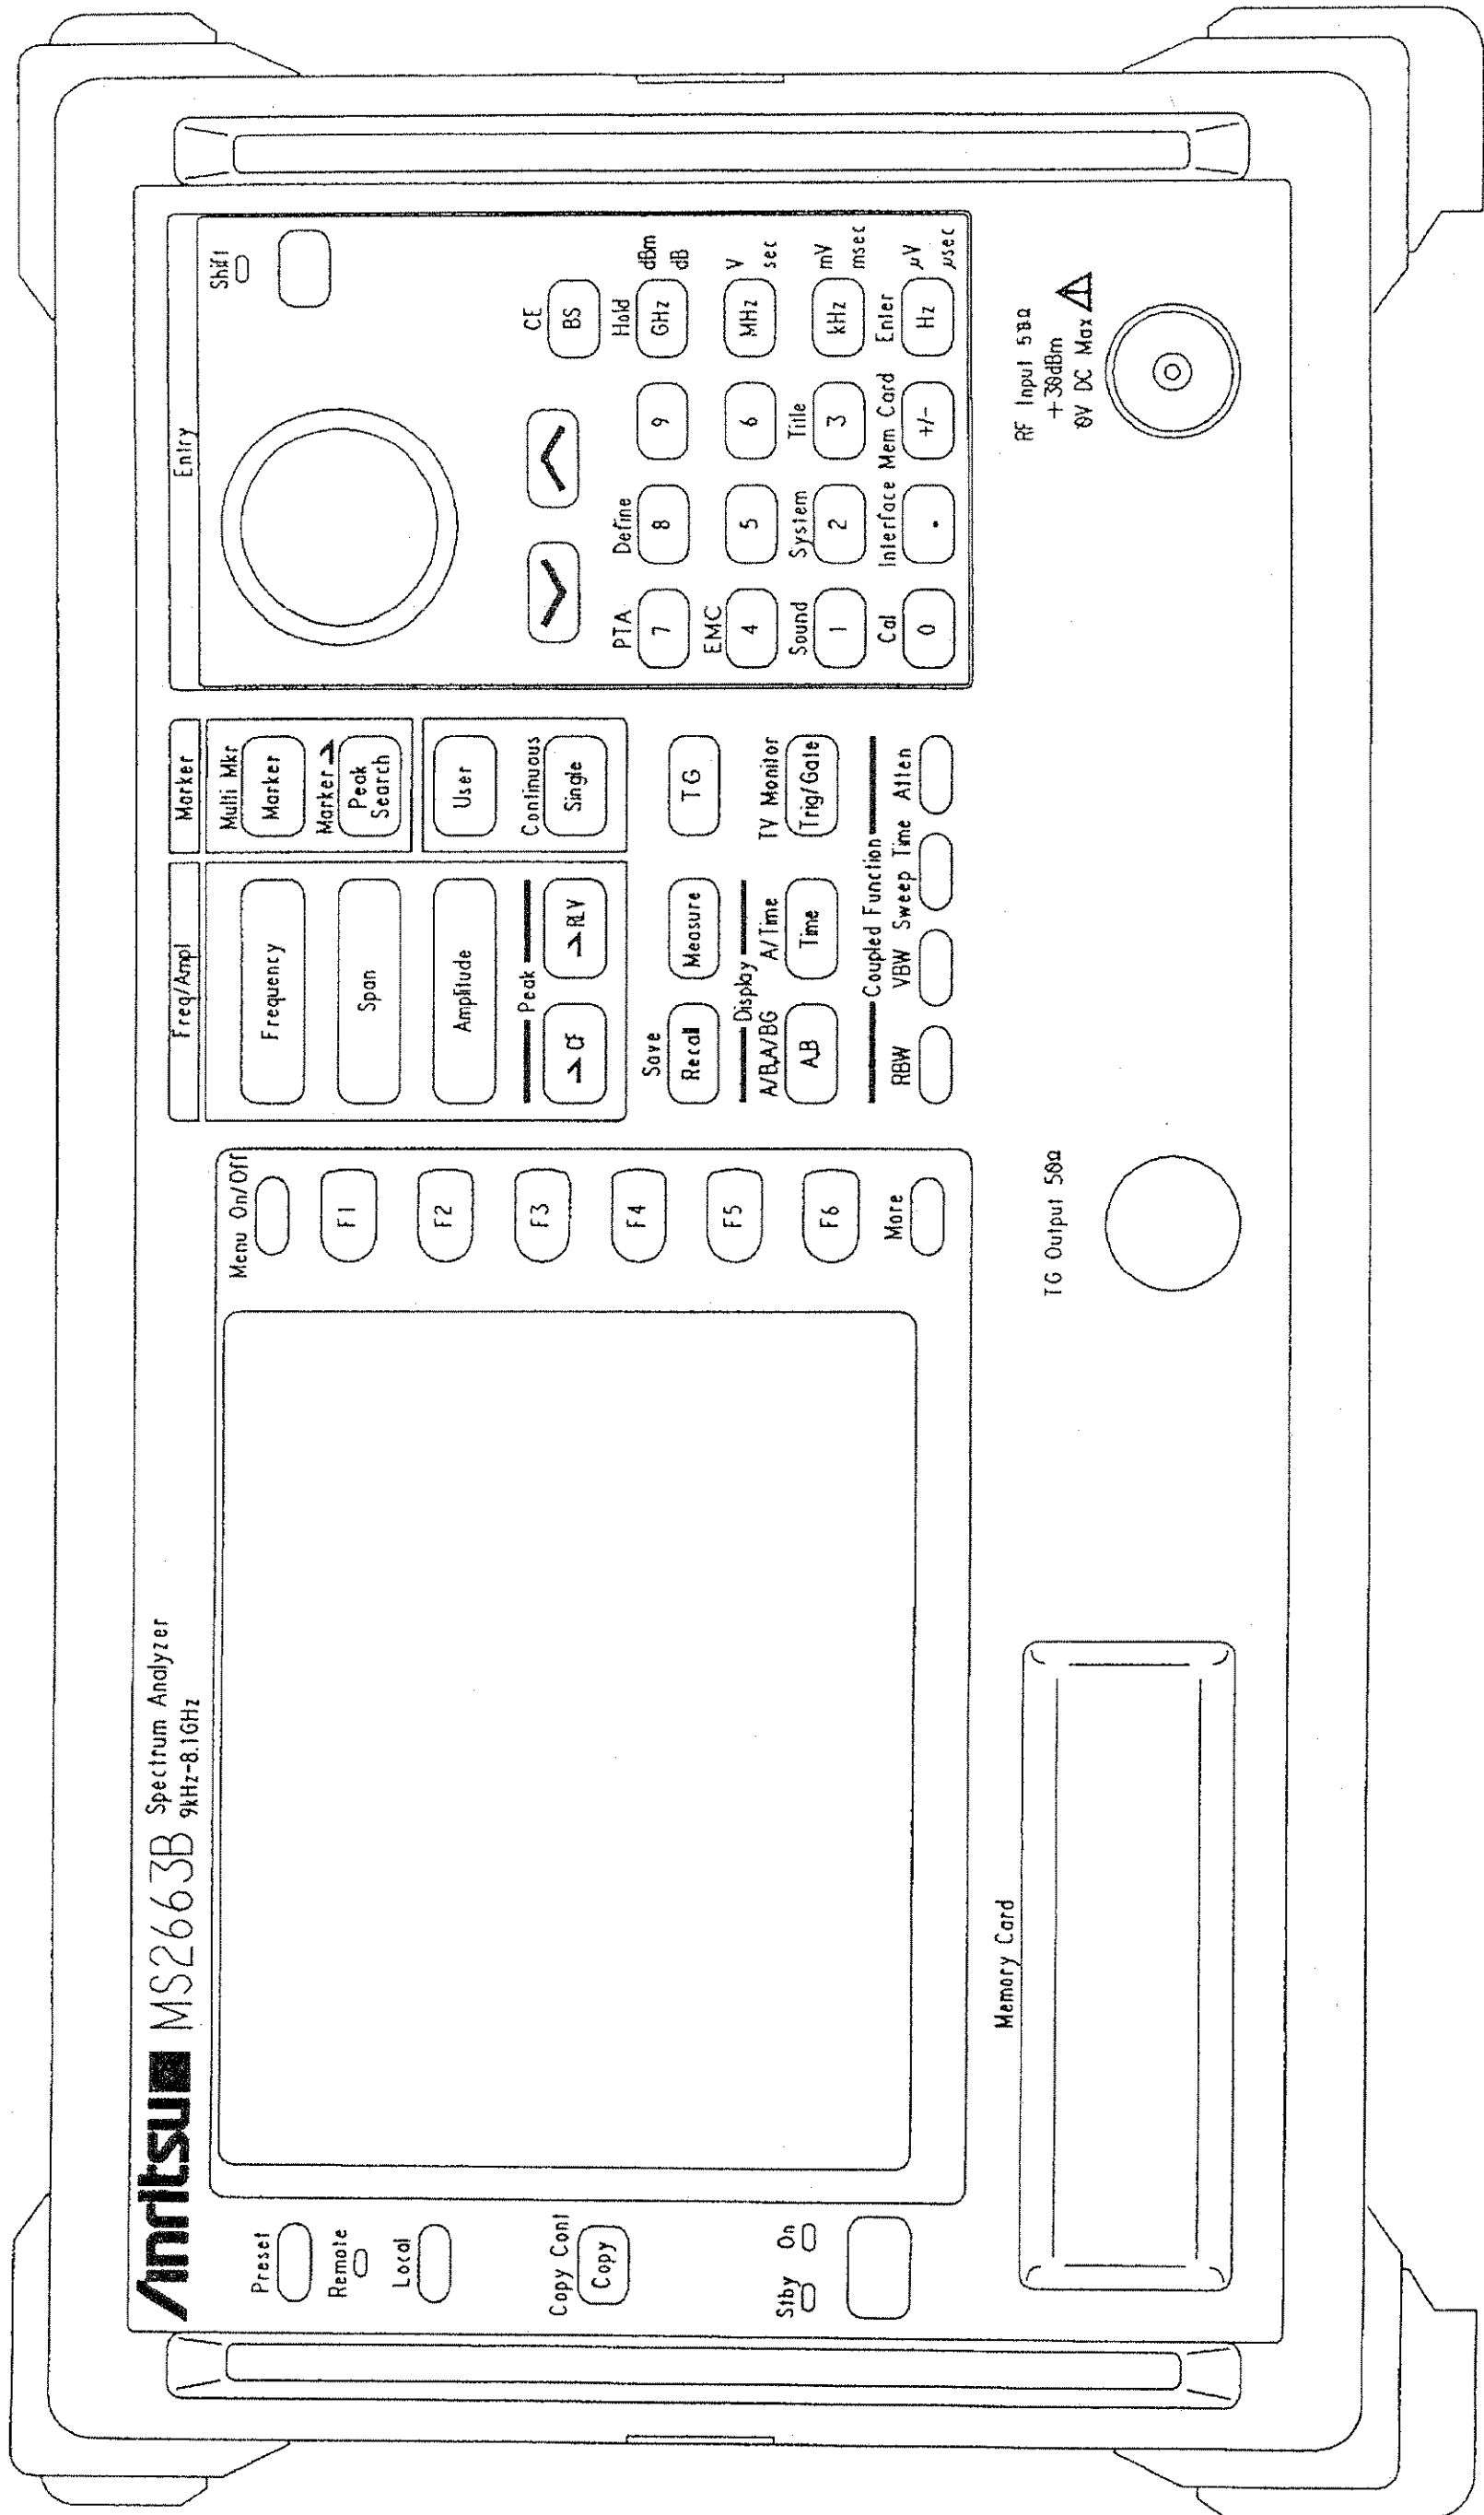 Anritsu MS2663B Spectrum Analyzer
9kHz-8.1GHz
Preset
Remote
Local
Copy Cont
Copy
Stby On
Menu On/Off
F1
F2
F3
F4
F5
F6
More
Freq/Ampl
Frequency
Span
Amplitude
Peak
→CF →RLV
Marker
Multi Mkr
Marker
Marker→
Peak
Search
User
Continuous
Single
Save
Recall Measure TG
Display
A/B,A/BG A/Time TV Monitor
A,B Time Trig/Gate
Coupled Function
RBW VBW Sweep Time Atten
Entry
Shift
CE
BS
PTA Define Hold
7 8 9 GHz dBm
dB
EMC
4 5 6 MHz V
sec
Sound System Title
1 2 3 kHz mV
msec
Cal Interface Mem Card Enter
0 . +/- Hz μV
μsec
Memory Card
TG Output 50Ω
RF Input 50Ω
+30dBm
0V DC Max